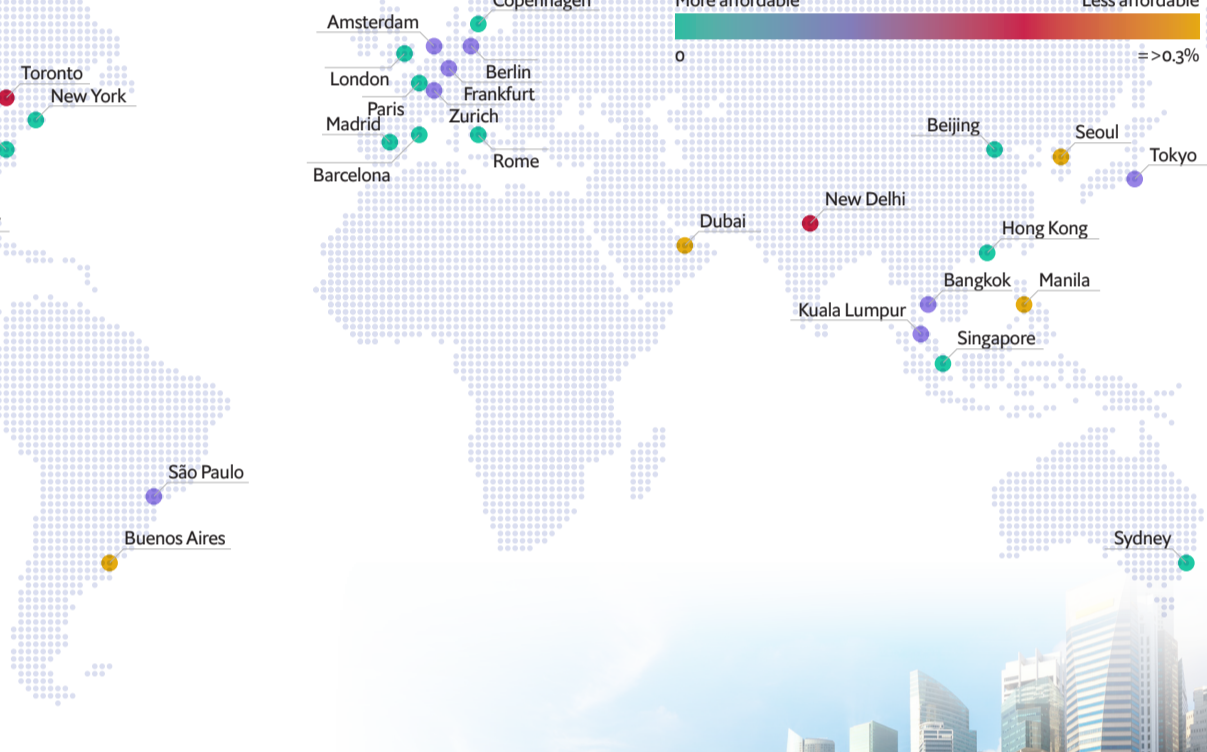 Copenhagen
More affordable
Less affordable
Amsterdam
0
=>0.3%
Toronto
London
Berlin
New York
Frankfurt
Paris
Zurich
Madrid
Beijing
Seoul
Tokyo
Rome
Barcelona
New Delhi
Dubai
Hong Kong
Bangkok
Manila
Kuala Lumpur
Singapore
São Paulo
Buenos Aires
Sydney